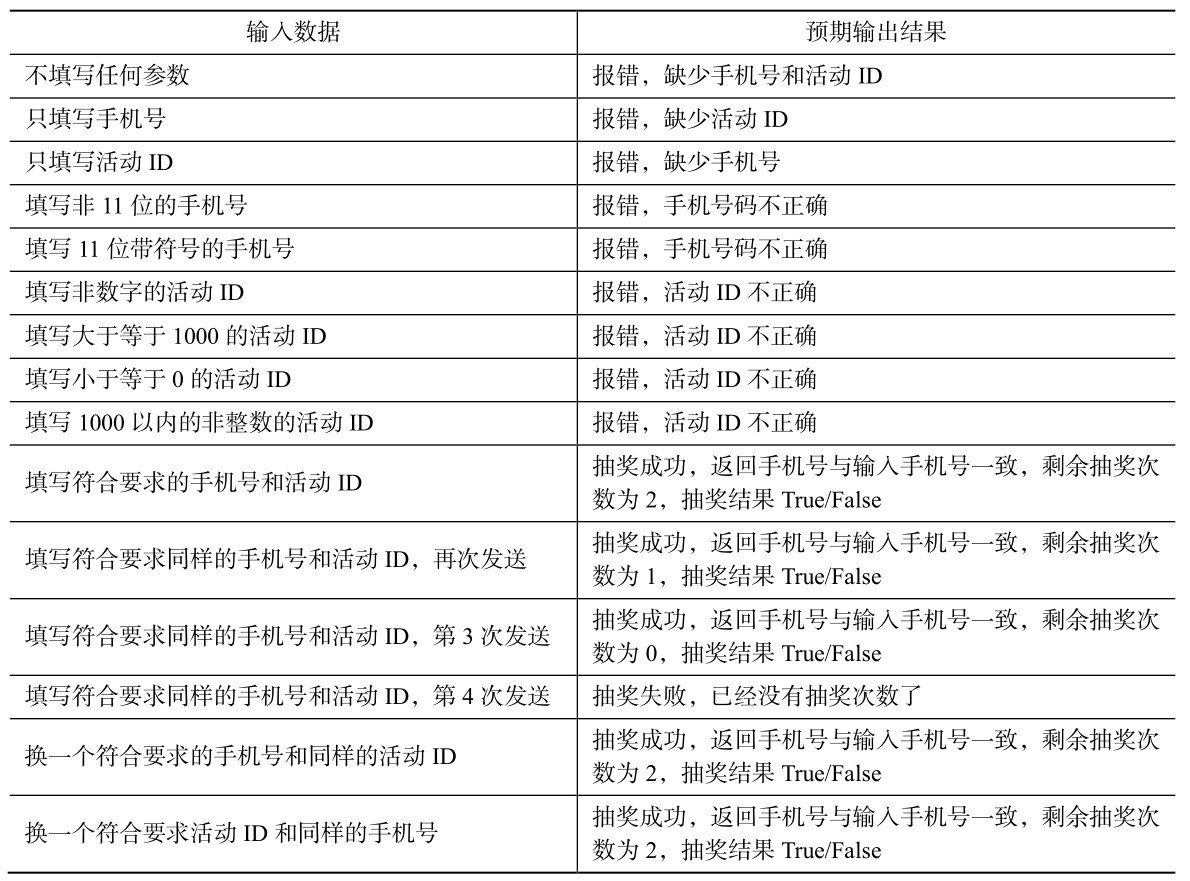 输入数据 预期输出结果
不填写任何参数 报错，缺少手机号和活动 ID
只填写手机号 报错，缺少活动 ID
只填写活动 ID 报错，缺少手机号
填写非 11 位的手机号 报错，手机号码不正确
填写 11 位带符号的手机号 报错，手机号码不正确
填写非数字的活动 ID 报错，活动 ID 不正确
填写大于等于 1000 的活动 ID 报错，活动 ID 不正确
填写小于等于 0 的活动 ID 报错，活动 ID 不正确
填写 1000 以内的非整数的活动 ID 报错，活动 ID 不正确
填写符合要求的手机号和活动 ID
抽奖成功，返回手机号与输入手机号一致，剩余抽奖次
数为 2，抽奖结果 True/False
填写符合要求同样的手机号和活动 ID，再次发送
抽奖成功，返回手机号与输入手机号一致，剩余抽奖次
数为 1，抽奖结果 True/False
填写符合要求同样的手机号和活动 ID，第 3 次发送
抽奖成功，返回手机号与输入手机号一致，剩余抽奖次
数为 0，抽奖结果 True/False
填写符合要求同样的手机号和活动 ID，第 4 次发送 抽奖失败，已经没有抽奖次数了
换一个符合要求的手机号和同样的活动 ID
抽奖成功，返回手机号与输入手机号一致，剩余抽奖次
数为 2，抽奖结果 True/False
换一个符合要求活动 ID 和同样的手机号
抽奖成功，返回手机号与输入手机号一致，剩余抽奖次
数为 2，抽奖结果 True/False